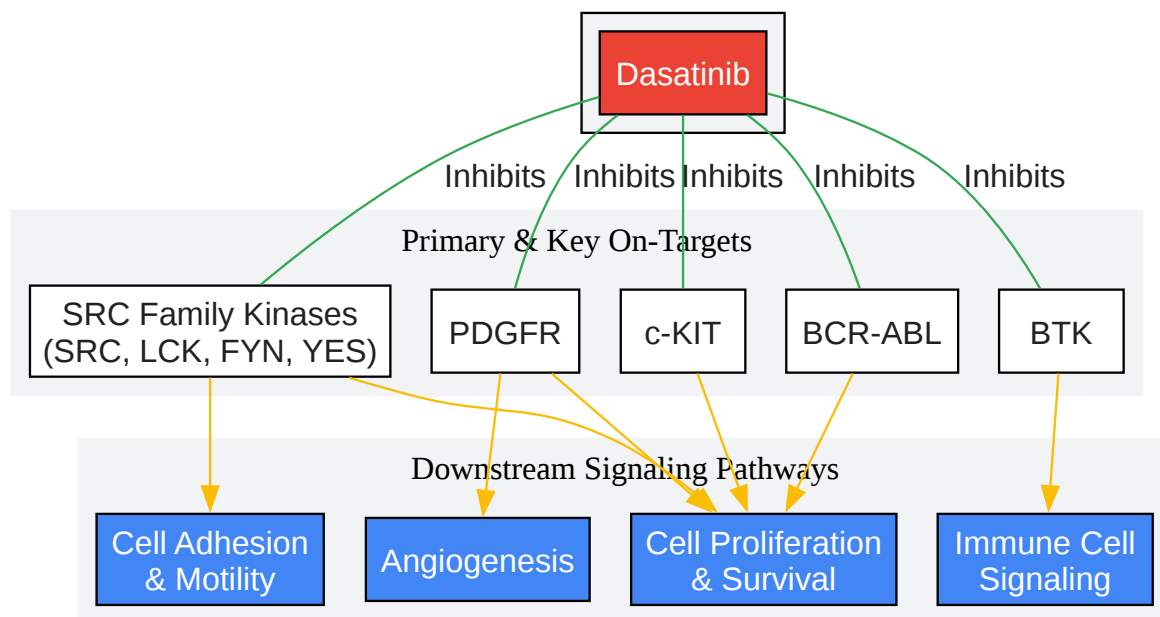 Dasatinib
Inhibits
Inhibits
Inhibits
Inhibits
Inhibits
Primary & Key On-Targets
SRC Family Kinases
(SRC, LCK, FYN, YES)
PDGFR
c-KIT
BCR-ABL
BTK
Downstream Signaling Pathways
Cell Adhesion
& Motility
Angiogenesis
Cell Proliferation
& Survival
Immune Cell
Signaling